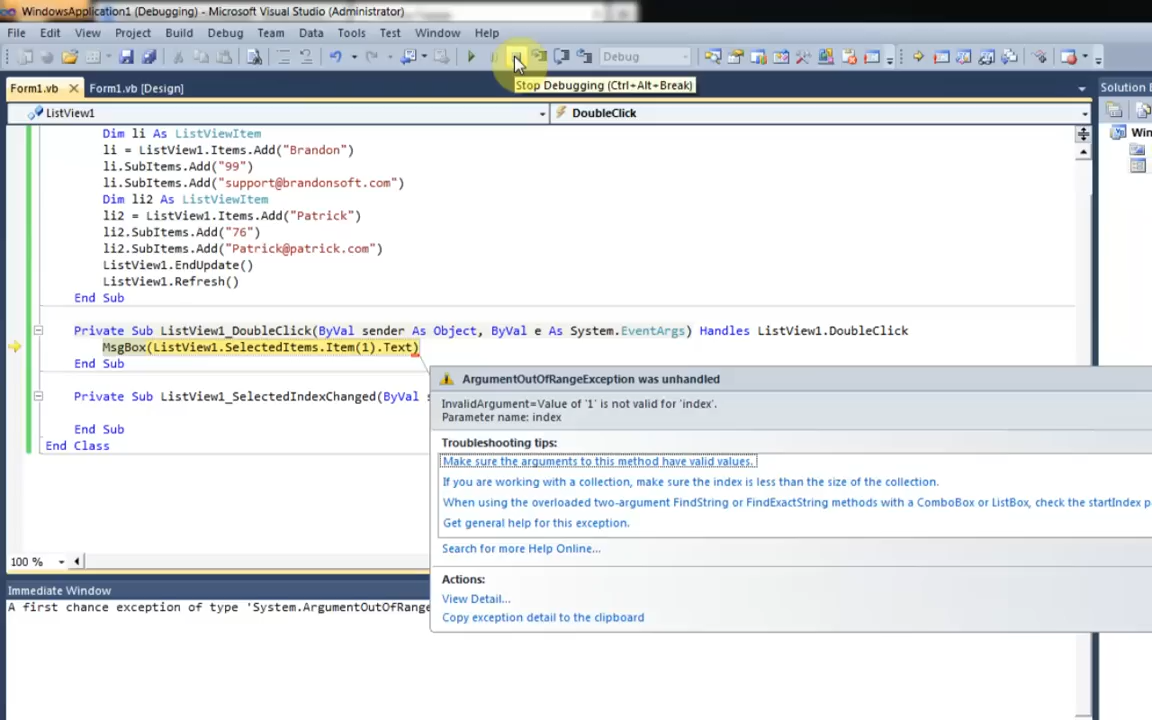 WindowsApplication1 (Debugging) - Microsoft Visual Studio (Administrator)
File Edit View Project Build Debug Team Data Tools Test Window Help
Debug
Stop Debugging (Ctrl+Alt+Break)
Form1.vb Form1.vb [Design]
Solution E
ListView1 DoubleClick
Win
Dim li As ListViewItem
li = ListView1.Items.Add("Brandon")
li.SubItems.Add("99")
li.SubItems.Add("support@brandonsoft.com")
Dim li2 As ListViewItem
li2 = ListView1.Items.Add("Patrick")
li2.SubItems.Add("76")
li2.SubItems.Add("Patrick@patrick.com")
ListView1.EndUpdate()
ListView1.Refresh()
End Sub
Private Sub ListView1_DoubleClick(ByVal sender As Object, ByVal e As System.EventArgs) Handles ListView1.DoubleClick
MsgBox(ListView1.SelectedItems.Item(1).Text)
End Sub
Private Sub ListView1_SelectedIndexChanged(ByVal s
End Sub
End Class
ArgumentOutOfRangeException was unhandled
InvalidArgument=Value of '1' is not valid for 'index'.
Parameter name: index
Troubleshooting tips:
Make sure the arguments to this method have valid values.
If you are working with a collection, make sure the index is less than the size of the collection.
When using the overloaded two-argument FindString or FindExactString methods with a ComboBox or ListBox, check the startIndex p
Get general help for this exception.
Search for more Help Online...
Actions:
View Detail...
Copy exception detail to the clipboard
100 %
Immediate Window
A first chance exception of type 'System.ArgumentOutOfRange